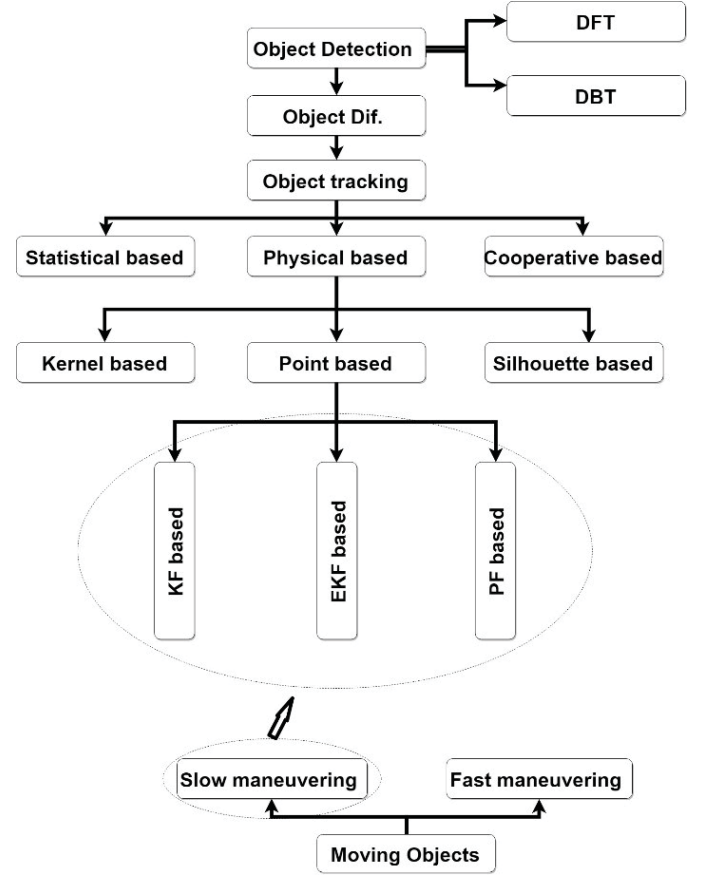 Object Detection
DFT
DBT
Object Dif.
Object tracking
Statistical based
Physical based
Cooperative based
Kernel based
Point based
Silhouette based
KF based
EKF based
PF based
Slow maneuvering
Fast maneuvering
Moving Objects